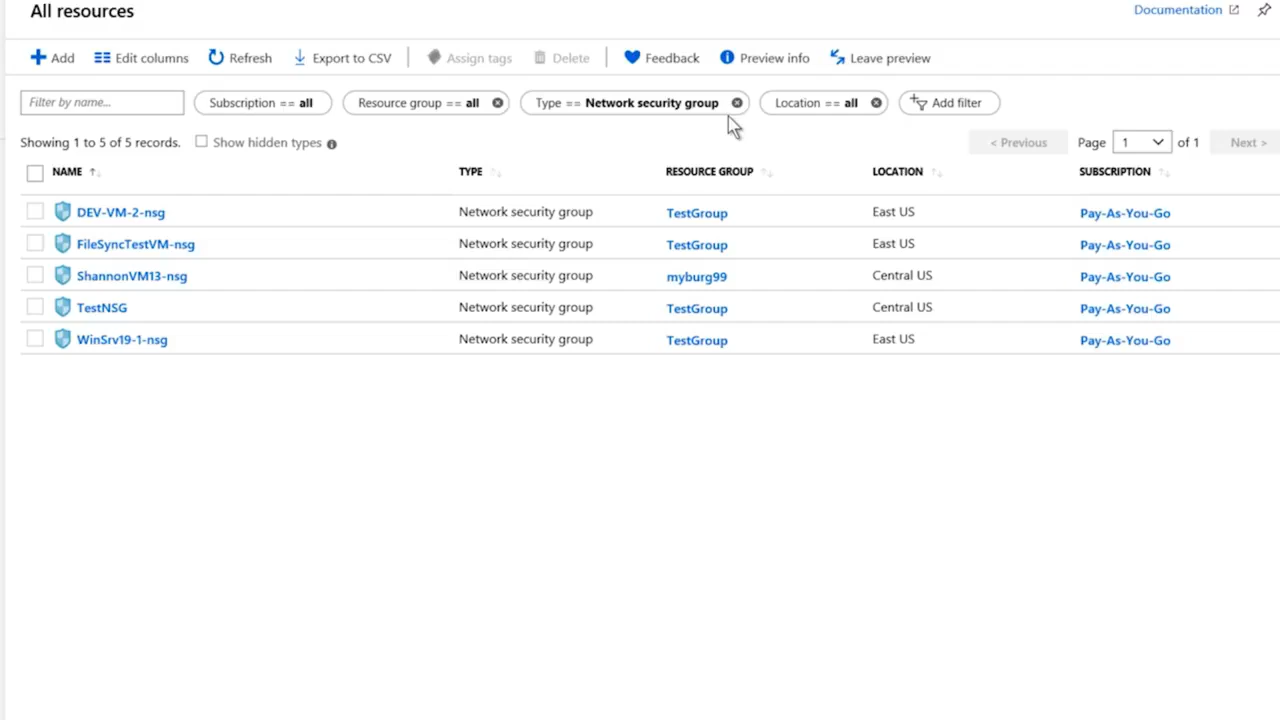 All resources
Documentation
Add Edit columns Refresh Export to CSV Assign tags Delete Feedback Preview info Leave preview
Filter by name... Subscription == all Resource group == all Type == Network security group Location == all Add filter
Showing 1 to 5 of 5 records. Show hidden types < Previous Page 1 of 1 Next >
NAME TYPE RESOURCE GROUP LOCATION SUBSCRIPTION
DEV-VM-2-nsg Network security group TestGroup East US Pay-As-You-Go
FileSyncTestVM-nsg Network security group TestGroup East US Pay-As-You-Go
ShannonVM13-nsg Network security group myburg99 Central US Pay-As-You-Go
TestNSG Network security group TestGroup Central US Pay-As-You-Go
WinSrv19-1-nsg Network security group TestGroup East US Pay-As-You-Go